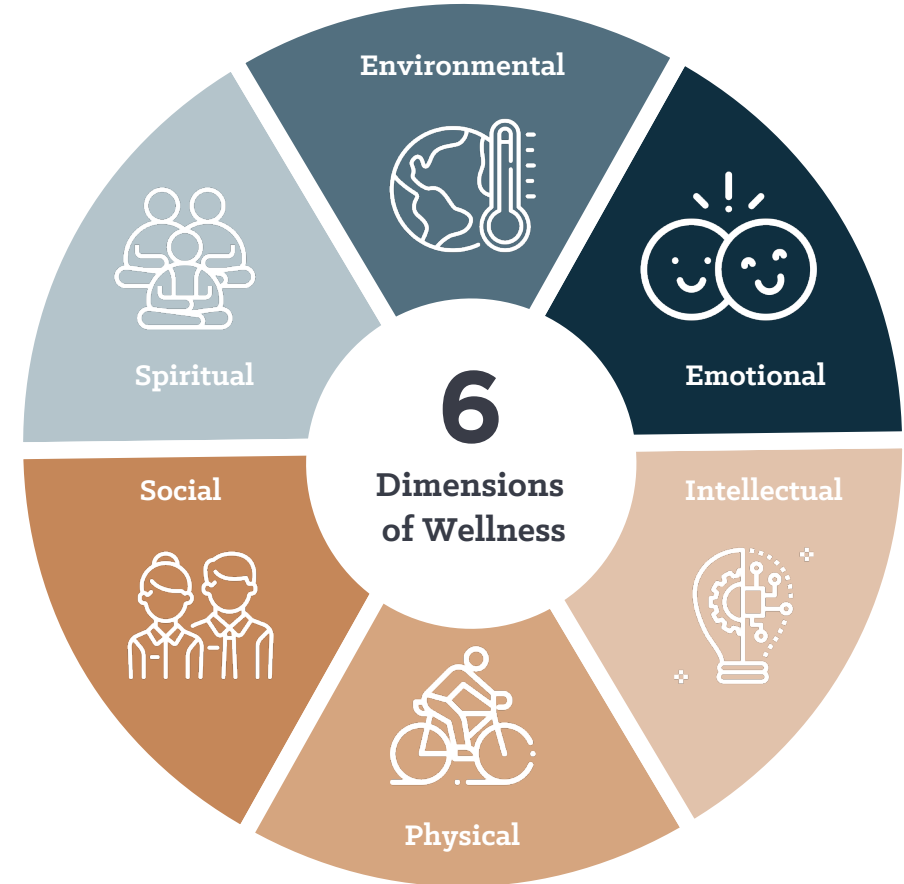 Environmental
Spiritual
Emotional
6
Dimensions
of Wellness
Social
Intellectual
Physical